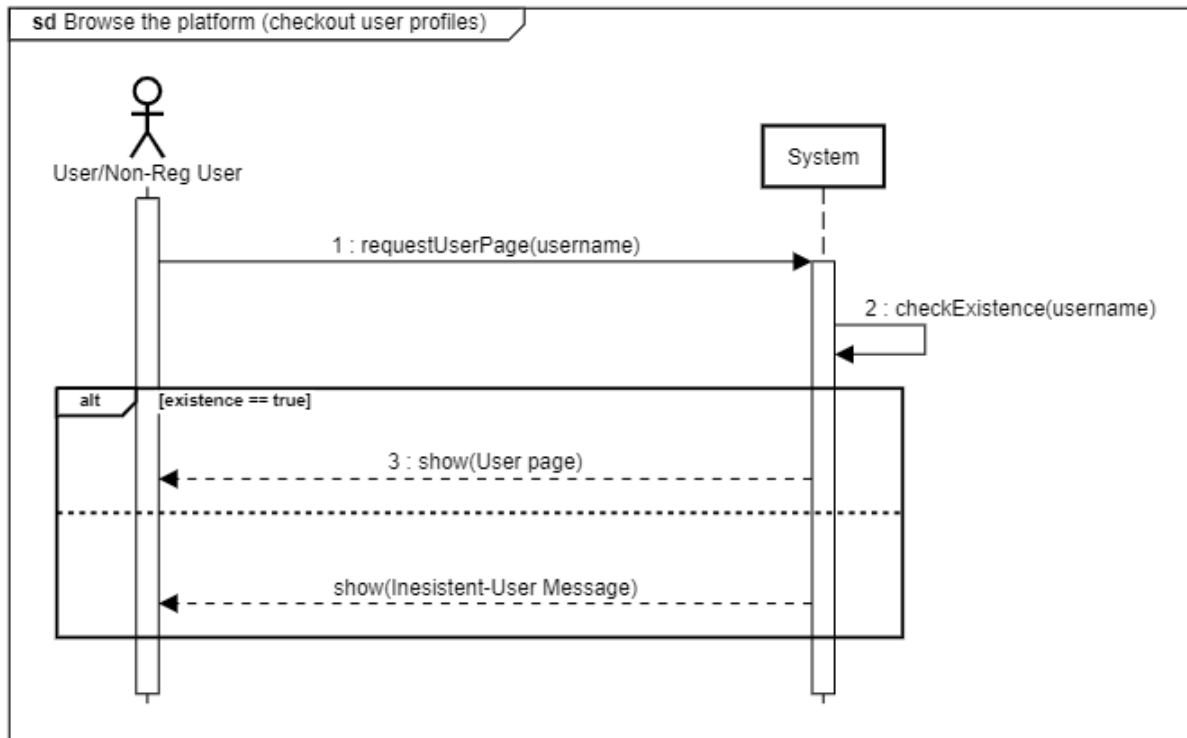 sd Browse the platform (checkout user profiles)
User/Non-Reg User
System
1 : requestUserPage(username)
2 : checkExistence(username)
alt [existence == true]
3 : show(User page)
show(Inesistent-User Message)